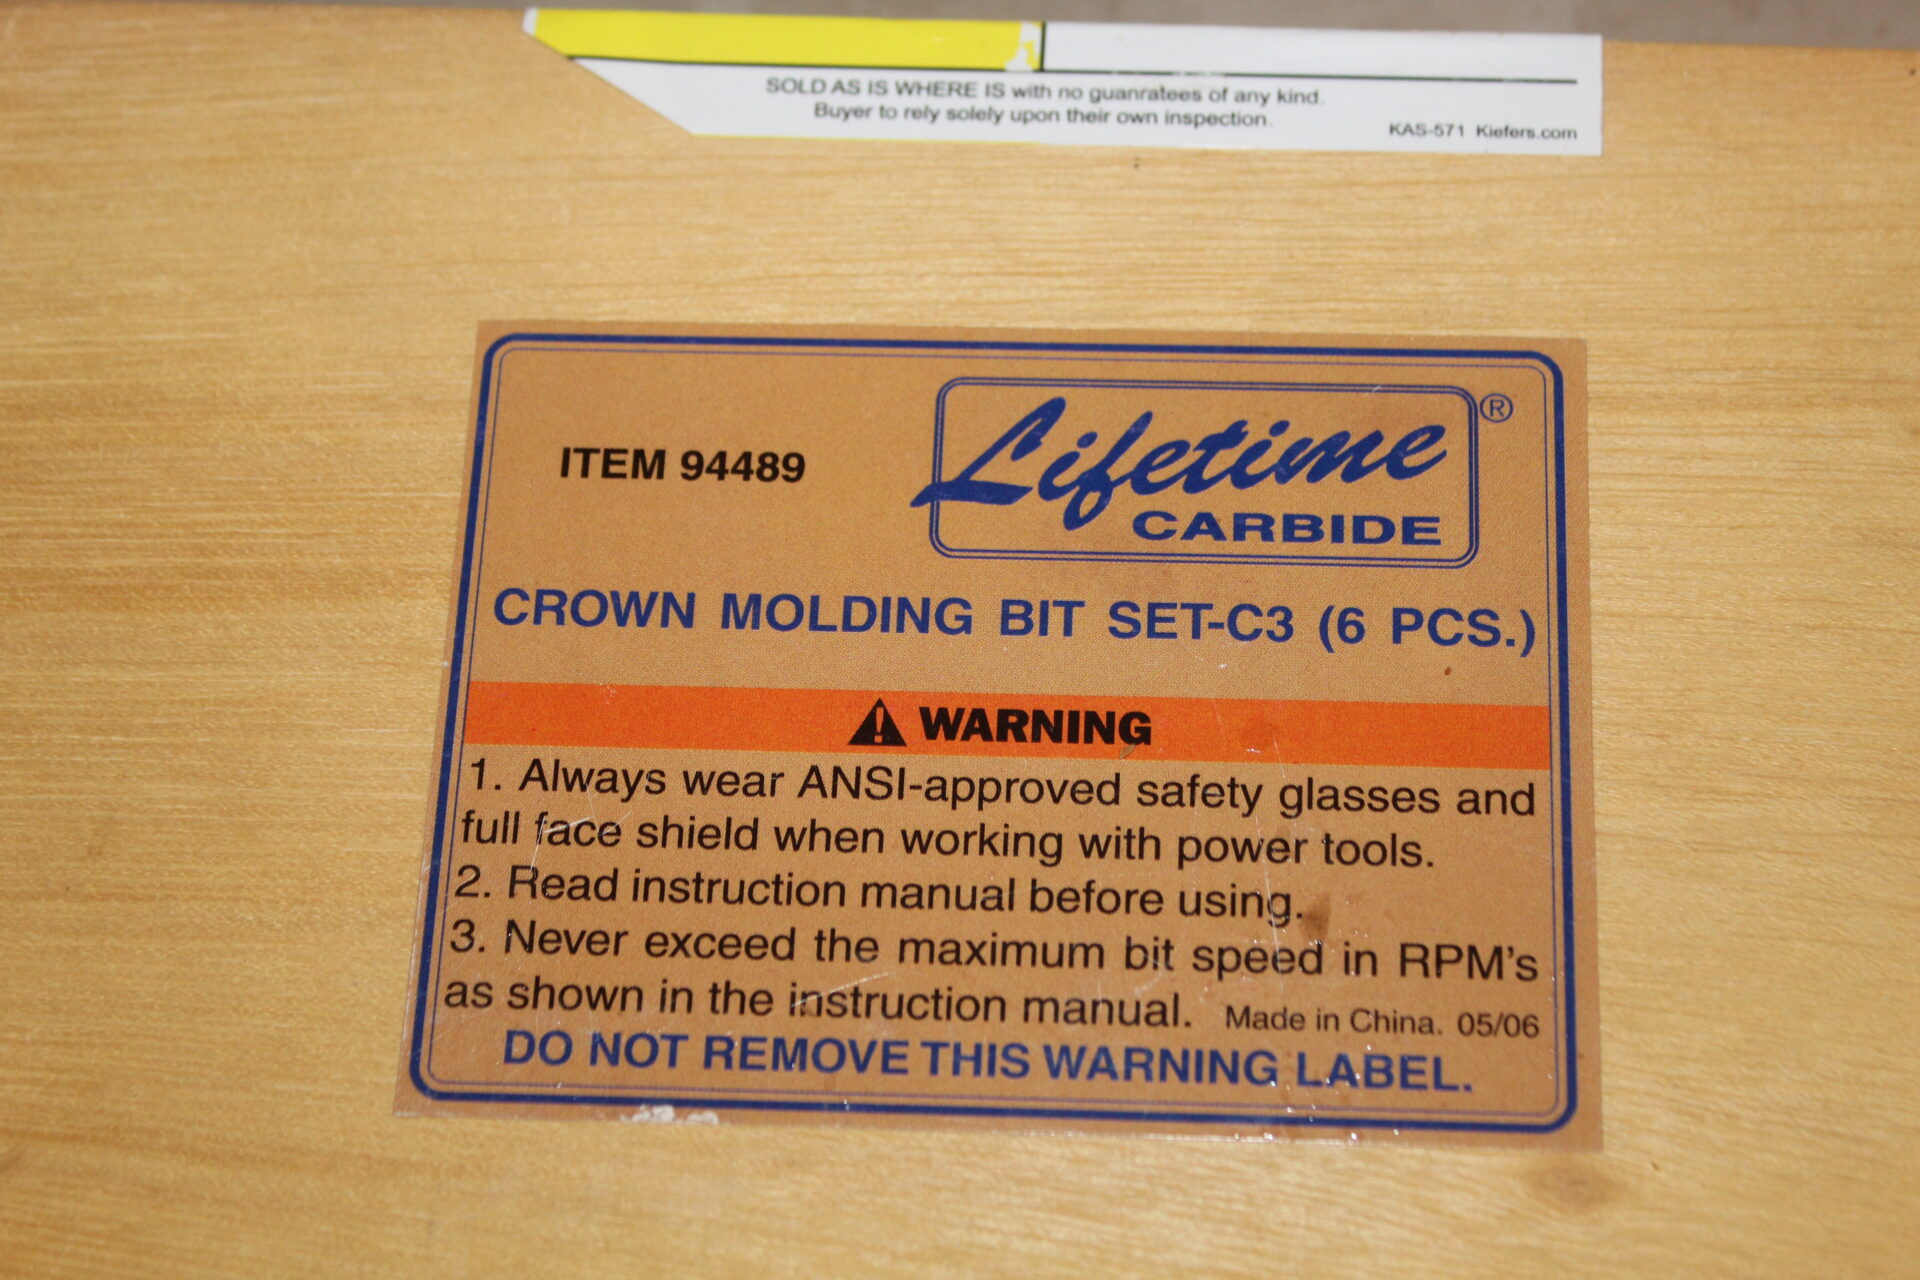 SOLD AS IS WHERE IS with no guanratees of any kind.
Buyer to rely solely upon their own inspection.
KAS-571 Kiefers.com
ITEM 94489
Lifetime®
CARBIDE
CROWN MOLDING BIT SET-C3 (6 PCS.)
WARNING
1. Always wear ANSI-approved safety glasses and
full face shield when working with power tools.
2. Read instruction manual before using.
3. Never exceed the maximum bit speed in RPM's
as shown in the instruction manual. Made in China. 05/06
DO NOT REMOVE THIS WARNING LABEL.